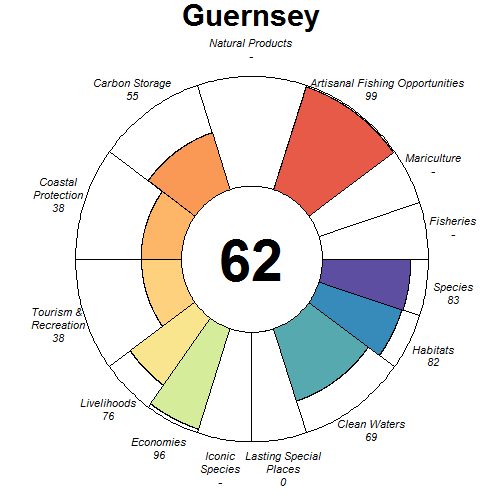 Guernsey
Natural Products
-
Carbon Storage
55
Artisanal Fishing Opportunities
99
Mariculture
-
Coastal
Protection
38
Fisheries
-
62
Species
83
Tourism &
Recreation
38
Habitats
82
Livelihoods
76
Clean Waters
69
Economies
96
Iconic
Species
-
Lasting Special
Places
0